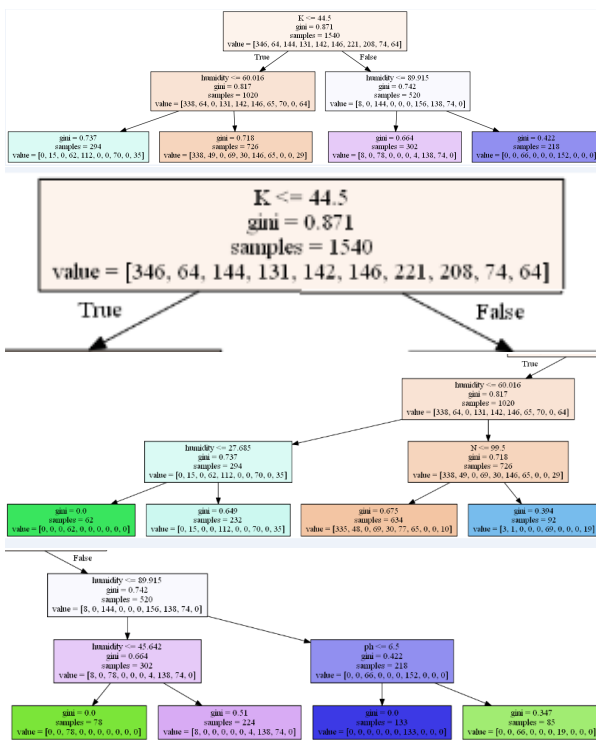 K <= 44.5
gini = 0.871
samples = 1540
value = [346, 64, 144, 131, 142, 146, 221, 208, 74, 64]
True
False
humidity <= 60.016
gini = 0.817
samples = 1020
value = [338, 64, 0, 131, 142, 146, 65, 70, 0, 64]
humidity <= 89.915
gini = 0.742
samples = 520
value = [8, 0, 144, 0, 0, 0, 156, 138, 74, 0]
gini = 0.737
samples = 294
value = [0, 15, 0, 62, 112, 0, 0, 70, 0, 35]
gini = 0.718
samples = 726
value = [338, 49, 0, 69, 30, 146, 65, 0, 0, 29]
gini = 0.664
samples = 302
value = [8, 0, 78, 0, 0, 0, 4, 138, 74, 0]
gini = 0.422
samples = 218
value = [0, 0, 66, 0, 0, 0, 152, 0, 0, 0]
K <= 44.5
gini = 0.871
samples = 1540
value = [346, 64, 144, 131, 142, 146, 221, 208, 74, 64]
True
False
True
humidity <= 60.016
gini = 0.817
samples = 1020
value = [338, 64, 0, 131, 142, 146, 65, 70, 0, 64]
humidity <= 27.685
gini = 0.737
samples = 294
value = [0, 15, 0, 62, 112, 0, 0, 70, 0, 35]
N <= 99.5
gini = 0.718
samples = 726
value = [338, 49, 0, 69, 30, 146, 65, 0, 0, 29]
gini = 0.0
samples = 62
value = [0, 0, 0, 62, 0, 0, 0, 0, 0, 0]
gini = 0.649
samples = 232
value = [0, 15, 0, 0, 112, 0, 0, 70, 0, 35]
gini = 0.675
samples = 634
value = [335, 48, 0, 69, 30, 77, 65, 0, 0, 10]
gini = 0.394
samples = 92
value = [3, 1, 0, 0, 0, 69, 0, 0, 0, 19]
False
humidity <= 89.915
gini = 0.742
samples = 520
value = [8, 0, 144, 0, 0, 0, 156, 138, 74, 0]
humidity <= 45.642
gini = 0.664
samples = 302
value = [8, 0, 78, 0, 0, 0, 4, 138, 74, 0]
ph <= 6.5
gini = 0.422
samples = 218
value = [0, 0, 66, 0, 0, 0, 152, 0, 0, 0]
gini = 0.0
samples = 78
value = [0, 0, 78, 0, 0, 0, 0, 0, 0, 0]
gini = 0.51
samples = 224
value = [8, 0, 0, 0, 0, 0, 4, 138, 74, 0]
gini = 0.0
samples = 133
value = [0, 0, 0, 0, 0, 0, 133, 0, 0, 0]
gini = 0.347
samples = 85
value = [0, 0, 66, 0, 0, 0, 19, 0, 0, 0]